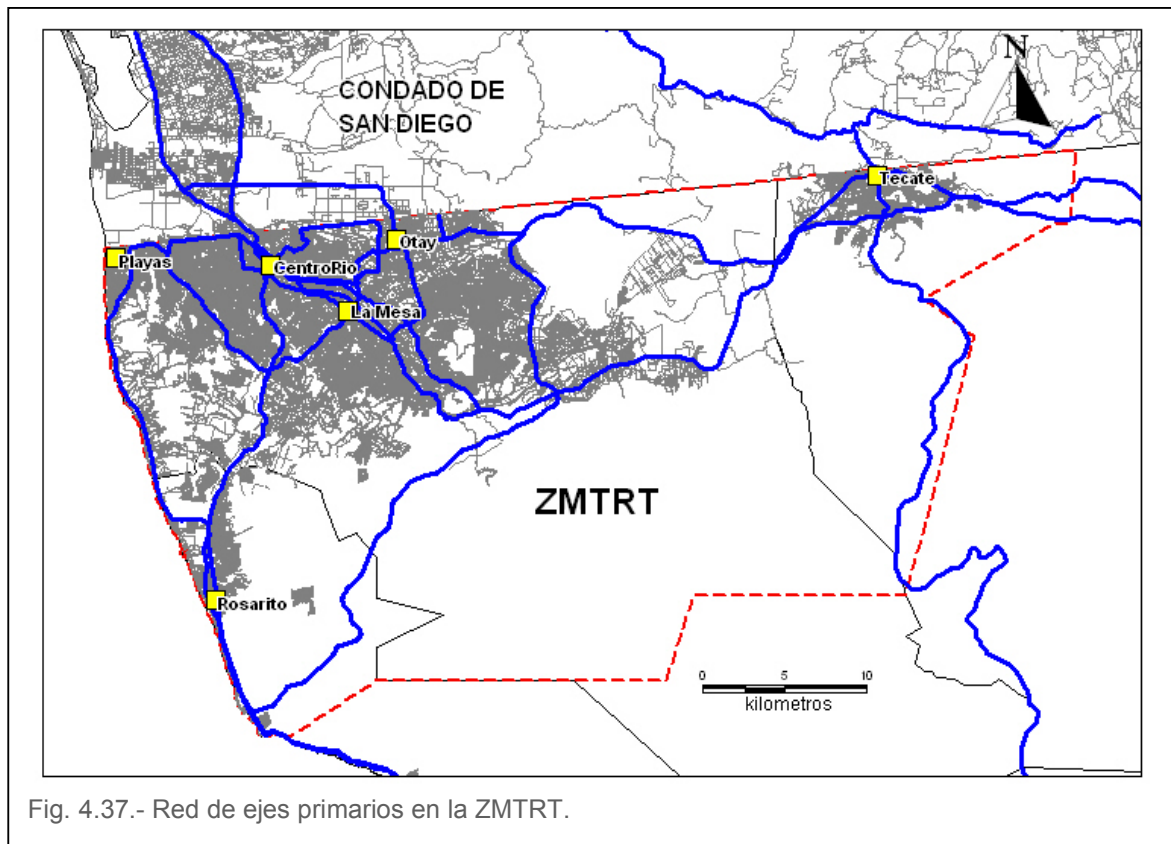 N
CONDADO DE
SAN DIEGO
Tecate
Otay
Playas
CentroRio
La Mesa
ZMTRT
Rosarito
0 5 10
kilometros
Fig. 4.37.- Red de ejes primarios en la ZMTRT.